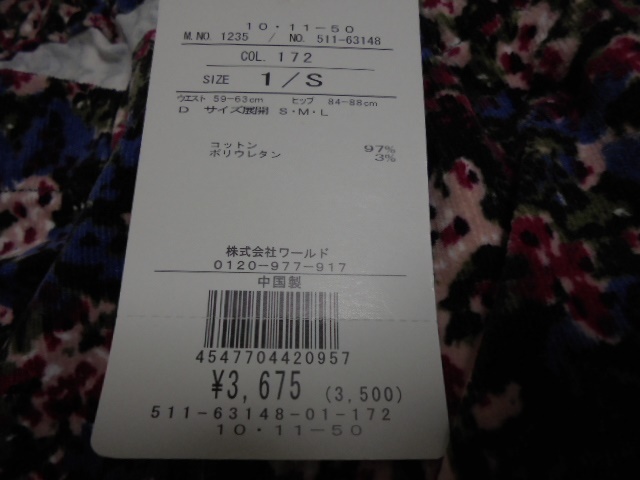 10・11-50
M.NO. 1235 / NO. 511-63148
COL. 172
SIZE 1/S
ウエスト 59-63cm ヒップ 84-88cm
D サイズ展開 S・M・L
コットン 97%
ポリウレタン 3%
株式会社ワールド
0120-977-917
中国製
4547704420957
¥3,675 (3,500)
511-63148-01-172
10・11-50